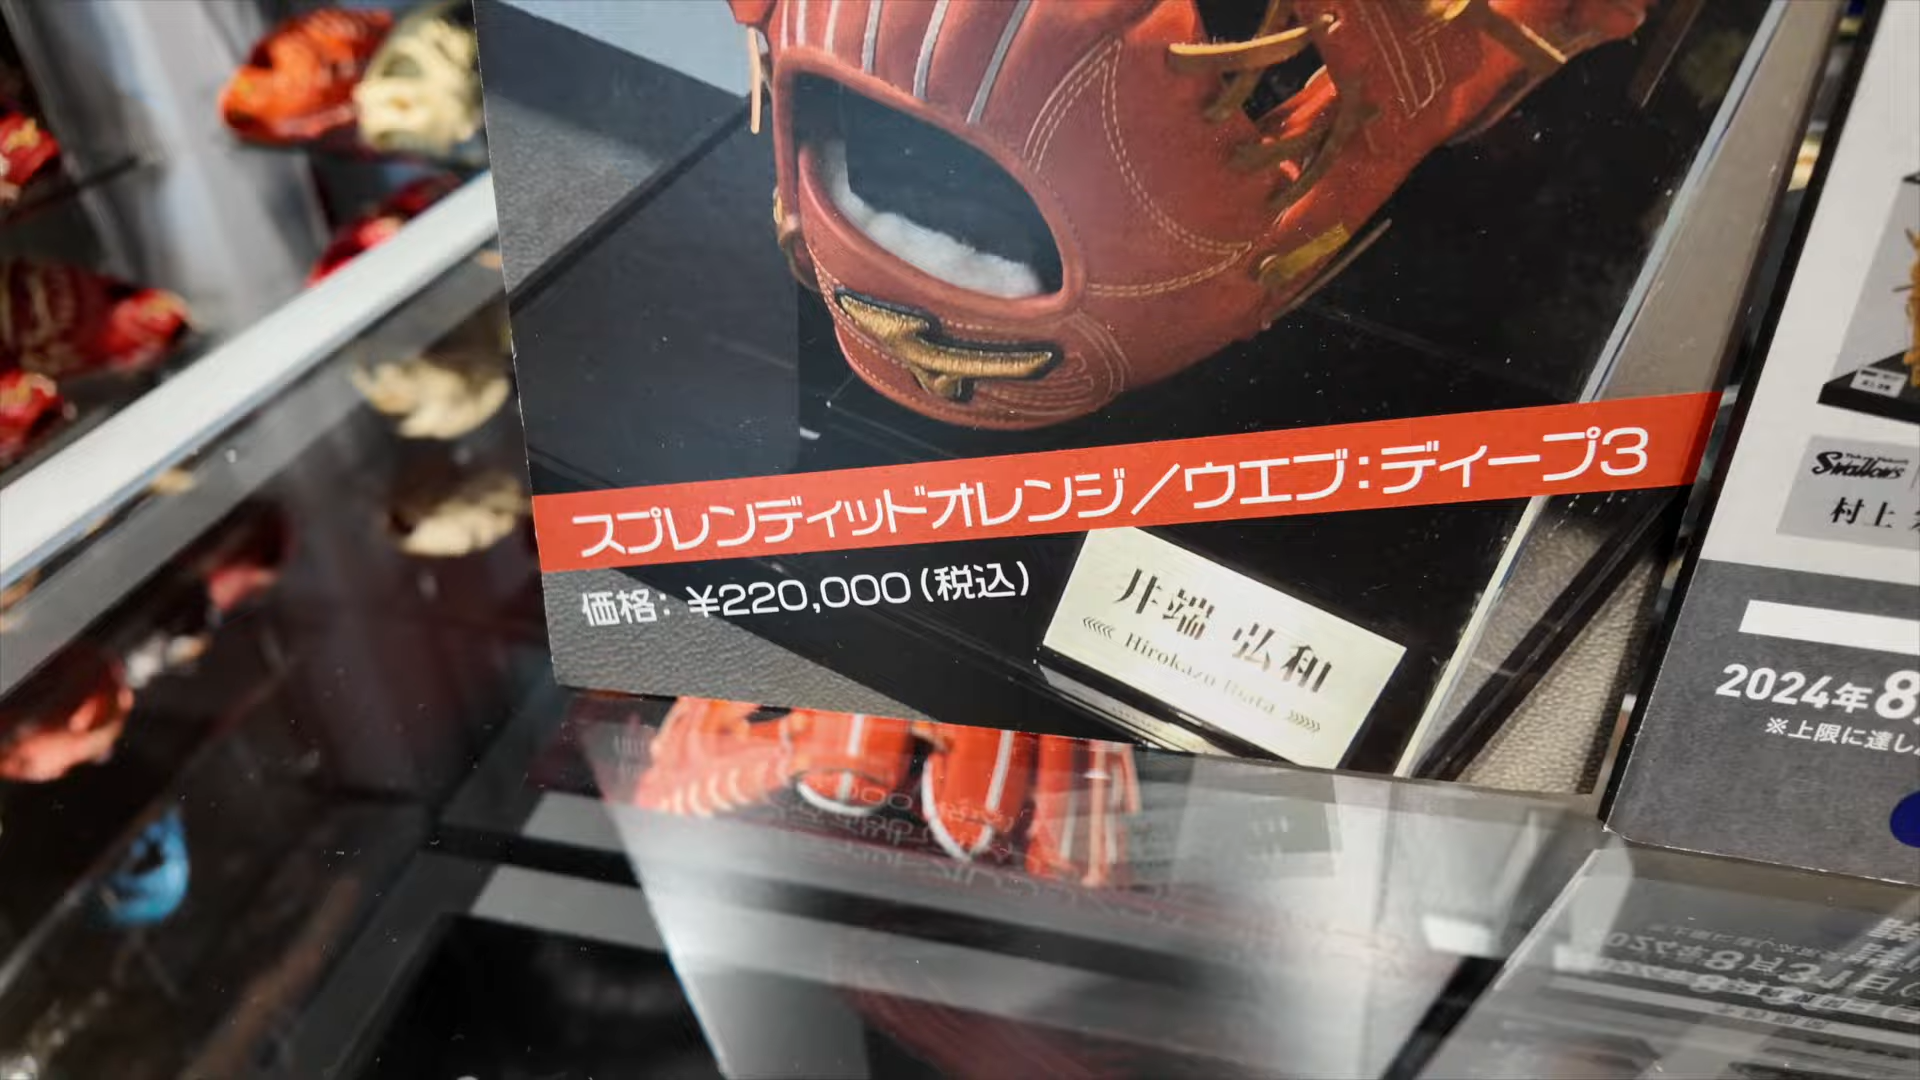 スプレンディッドオレンジ／ウエブ：ディープ3
価格：¥220,000（税込）
井端 弘和
Hirokazu Ibata
Swallows
村上
2024年8
※上限に達し